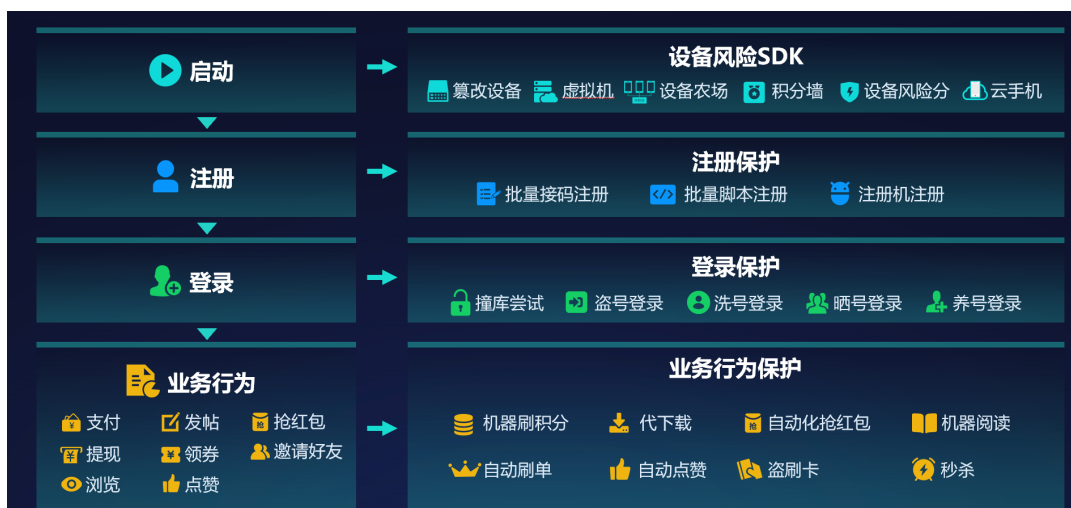 启动
设备风险SDK
篡改设备 虚拟机 设备农场 积分墙 设备风险分 云手机
注册
注册保护
批量接码注册 批量脚本注册 注册机注册
登录
登录保护
撞库尝试 盗号登录 洗号登录 晒号登录 养号登录
业务行为
支付 发帖 抢红包
提现 领券 邀请好友
浏览 点赞
业务行为保护
机器刷积分 代下载 自动化抢红包 机器阅读
自动刷单 自动点赞 盗刷卡 秒杀